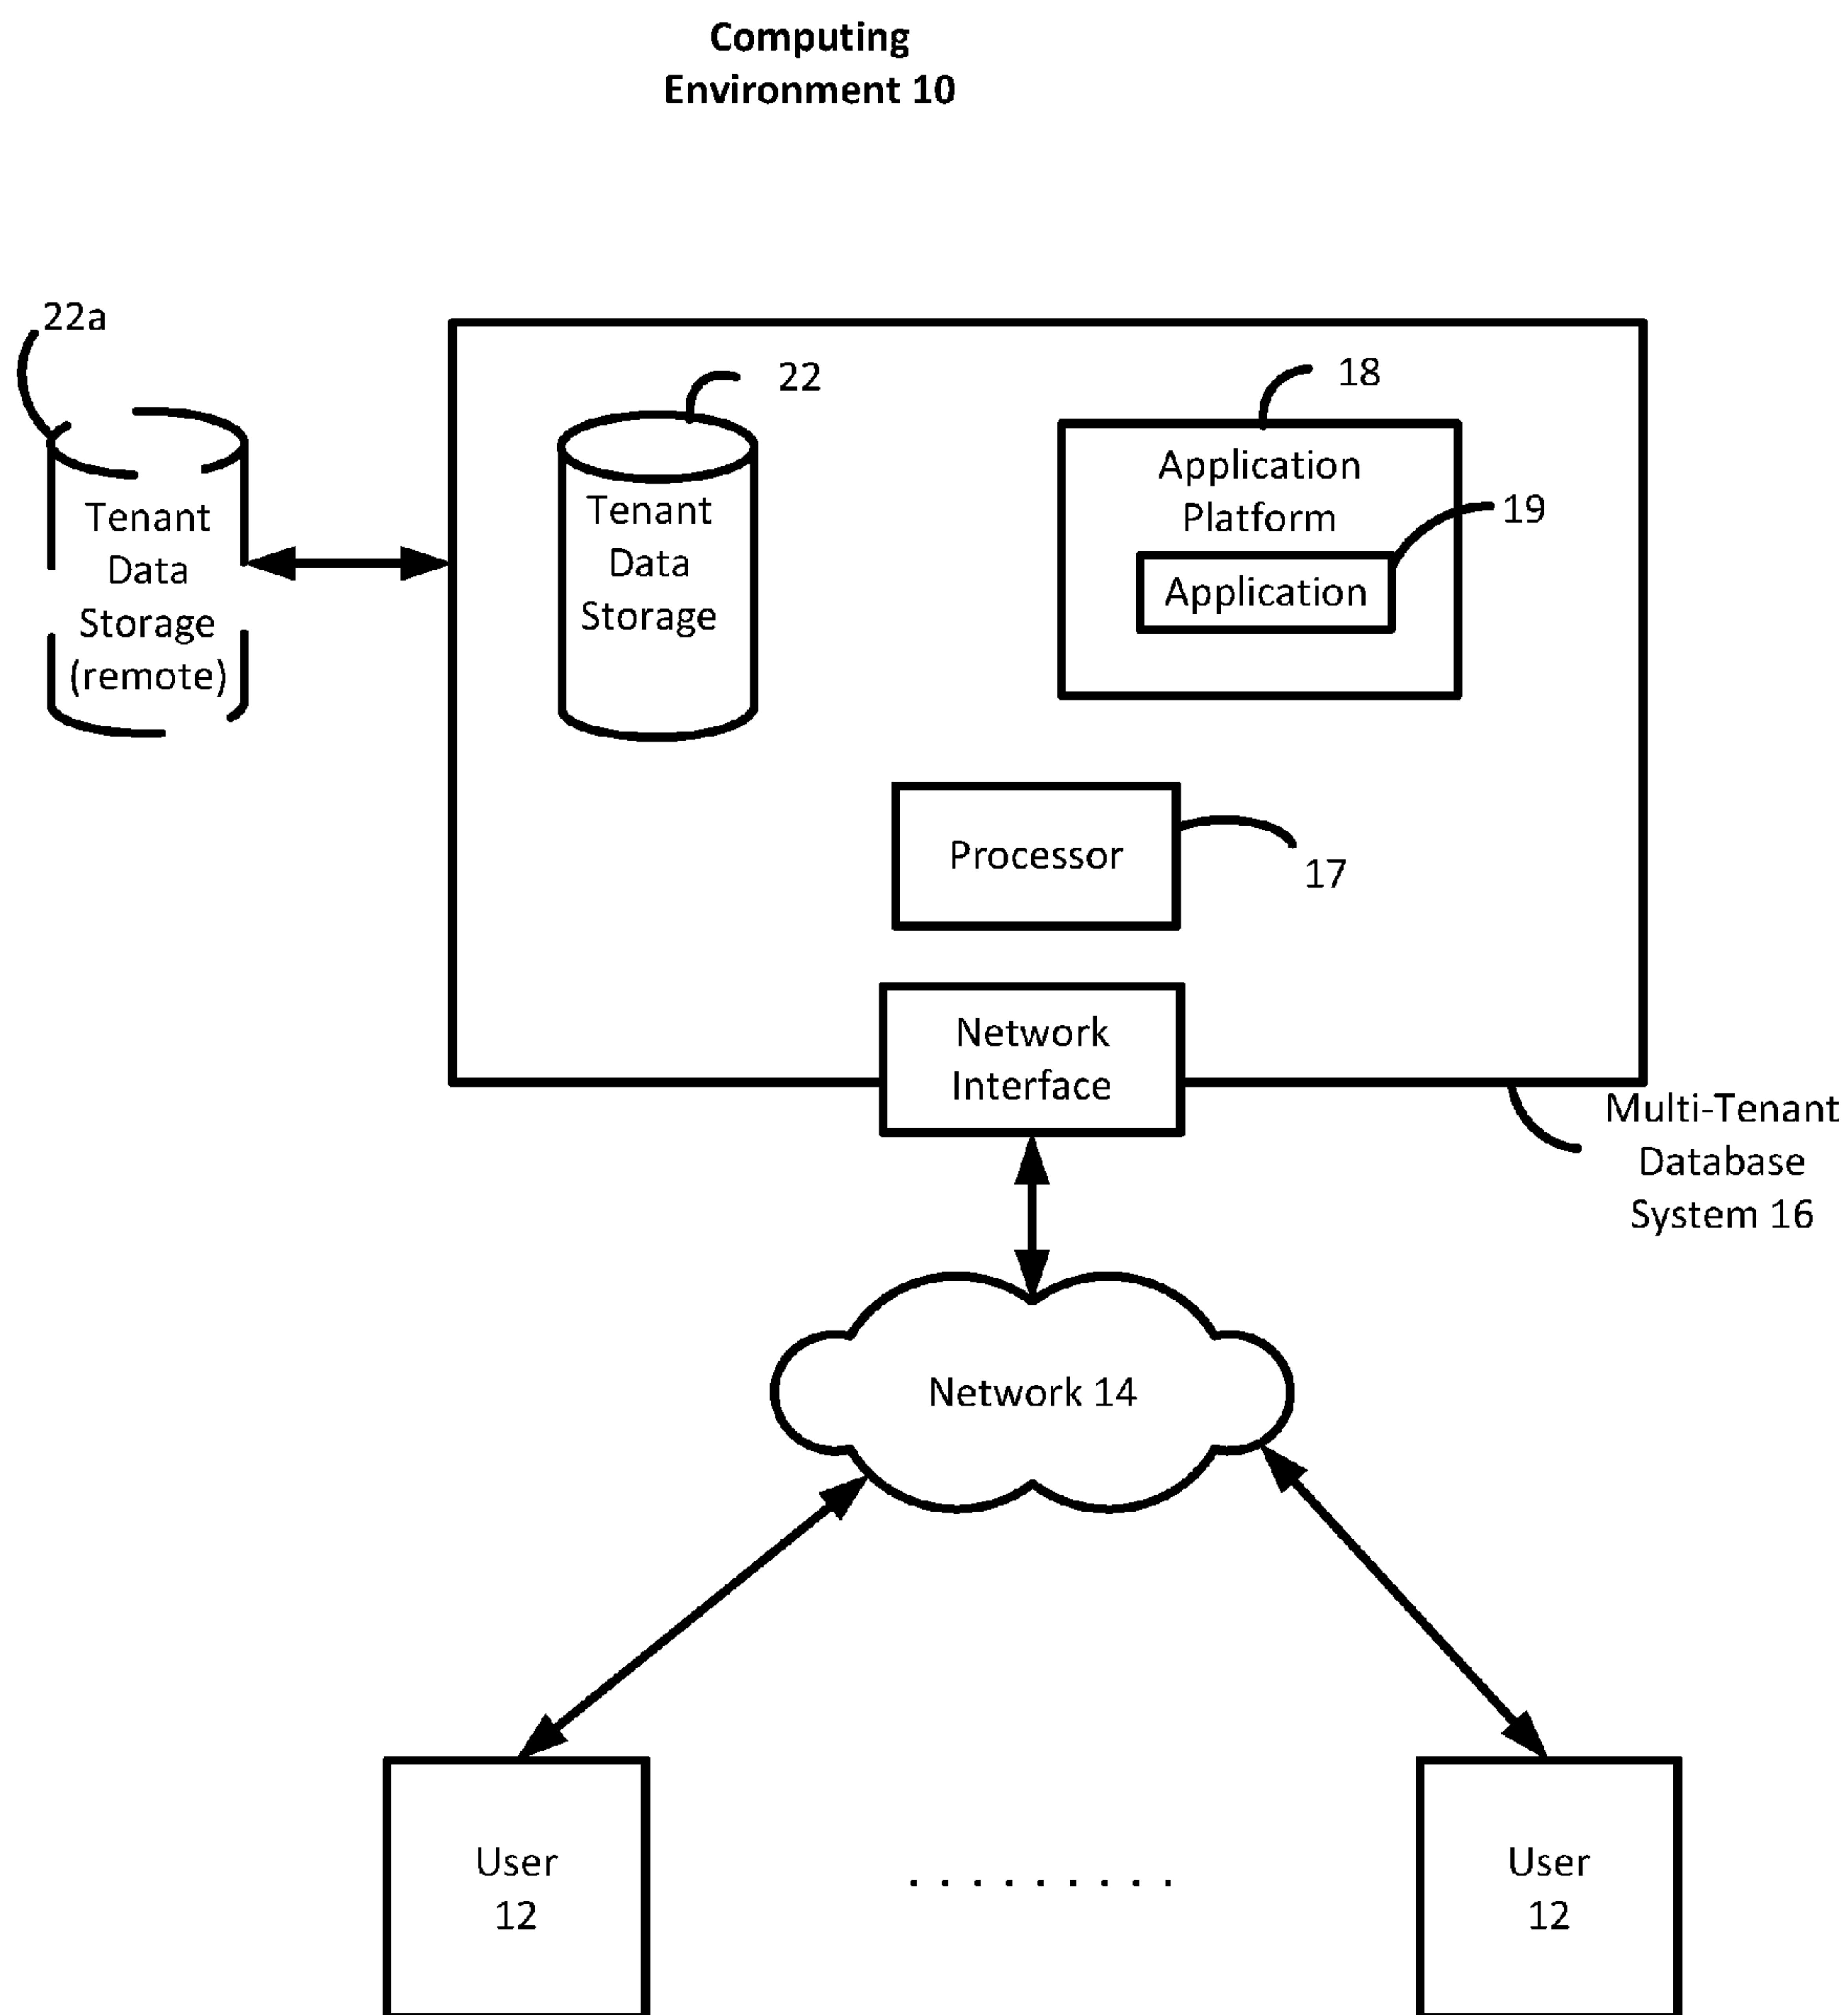 Computing
Environment 10
22a
22
18
Tenant
Data
Storage
(remote)
Tenant
Data
Storage
Application
Platform
19
Application
Processor
17
Network
Interface
Multi-Tenant
Database
System 16
Network 14
User
12
. . . . . . . . .
User
12